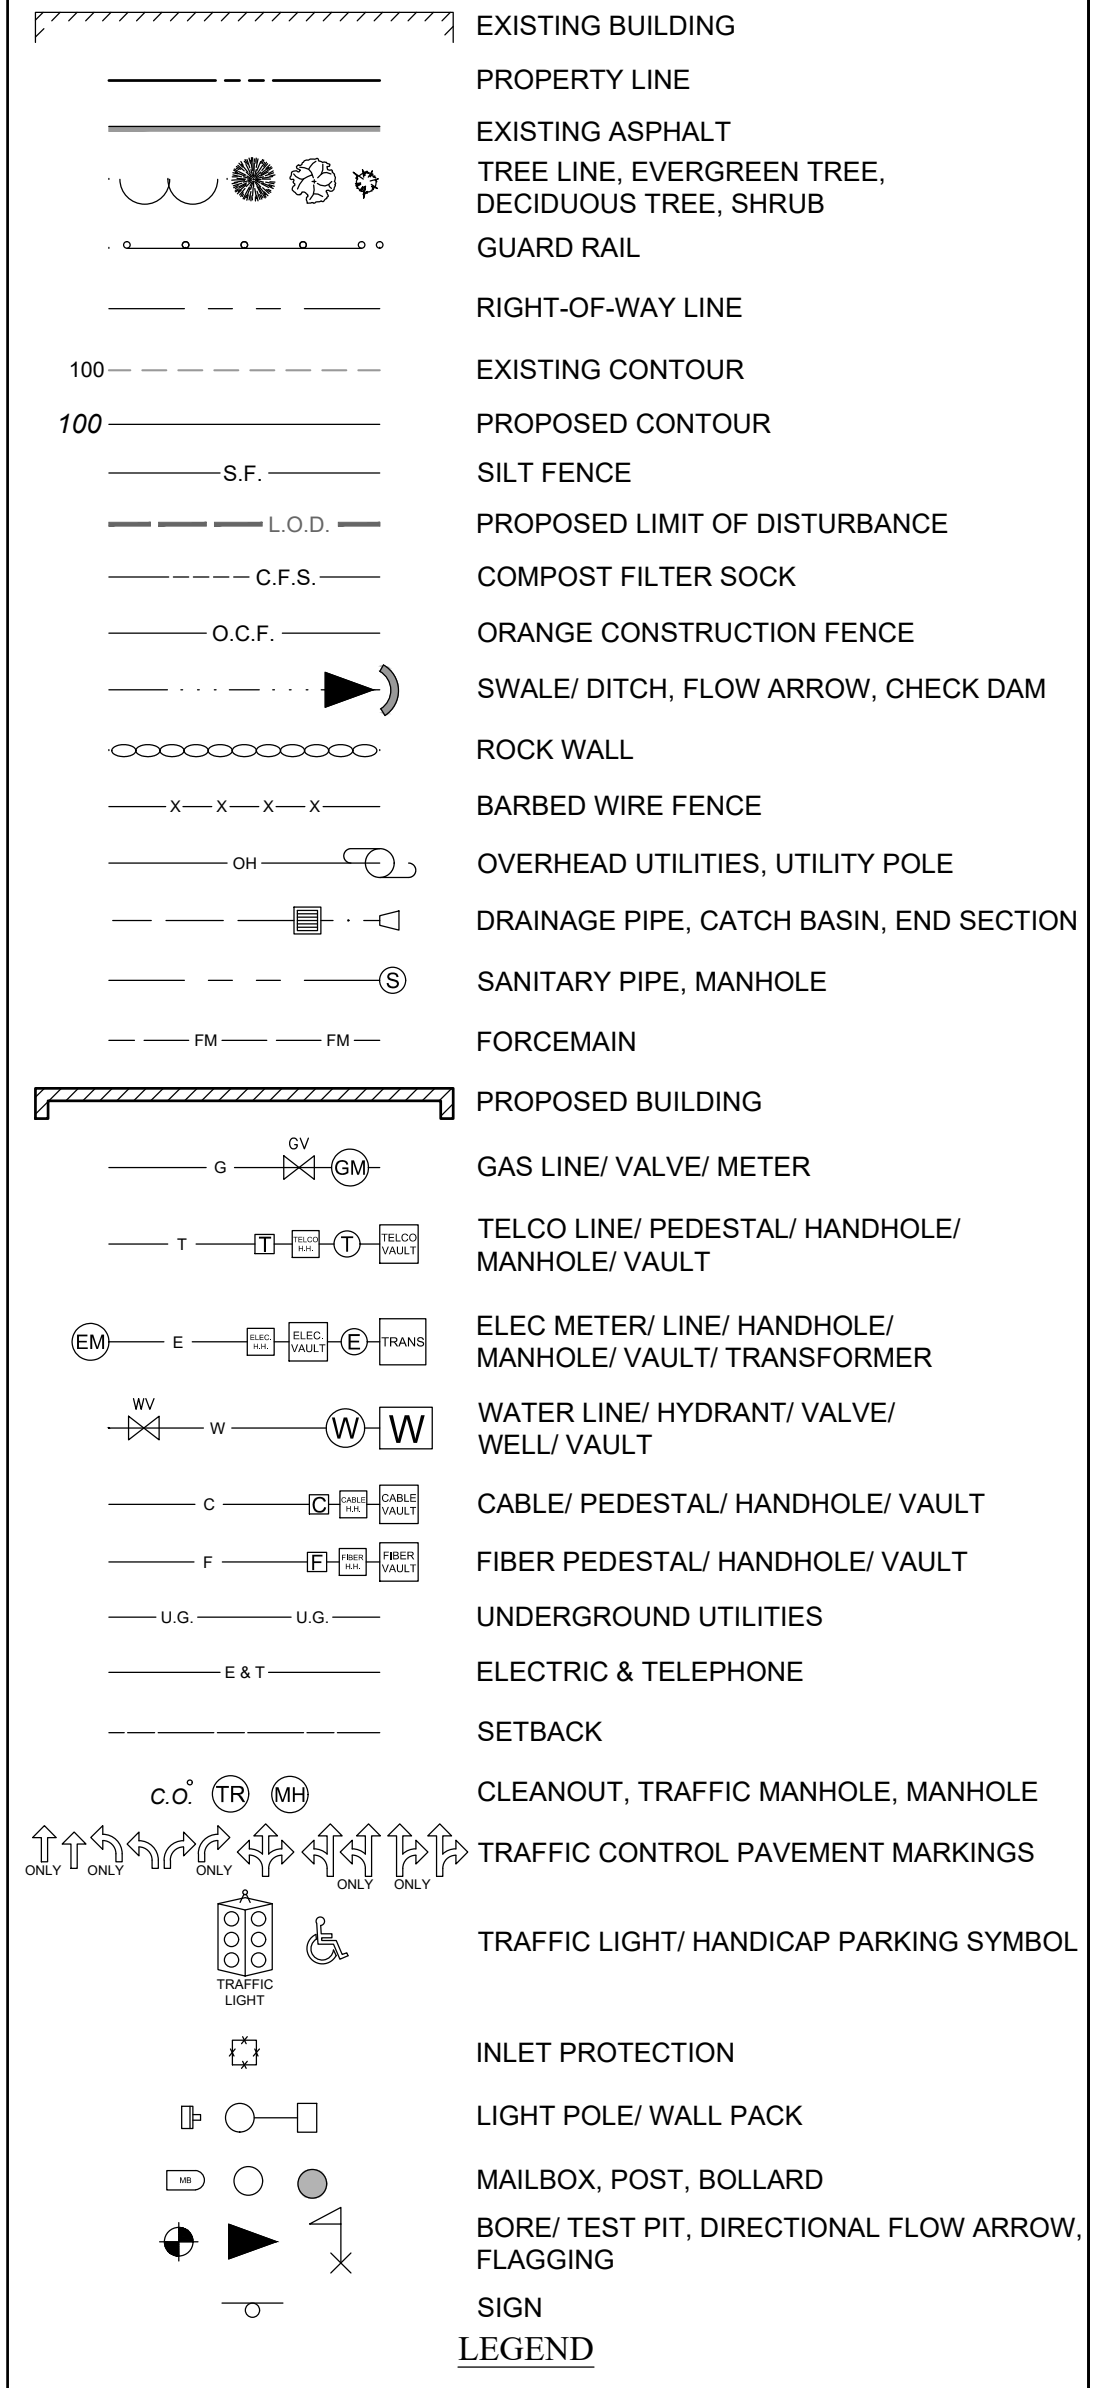 EXISTING BUILDING
PROPERTY LINE
EXISTING ASPHALT
TREE LINE, EVERGREEN TREE,
DECIDUOUS TREE, SHRUB
GUARD RAIL
RIGHT-OF-WAY LINE
100 EXISTING CONTOUR
100 PROPOSED CONTOUR
S.F. SILT FENCE
L.O.D. PROPOSED LIMIT OF DISTURBANCE
C.F.S. COMPOST FILTER SOCK
O.C.F. ORANGE CONSTRUCTION FENCE
SWALE/ DITCH, FLOW ARROW, CHECK DAM
ROCK WALL
X X X X BARBED WIRE FENCE
OH OVERHEAD UTILITIES, UTILITY POLE
DRAINAGE PIPE, CATCH BASIN, END SECTION
S SANITARY PIPE, MANHOLE
FM FM FORCEMAIN
PROPOSED BUILDING
GV
G GM GAS LINE/ VALVE/ METER
TELCO LINE/ PEDESTAL/ HANDHOLE/
MANHOLE/ VAULT
T T TELCO H.H. T TELCO VAULT
ELEC METER/ LINE/ HANDHOLE/
MANHOLE/ VAULT/ TRANSFORMER
EM E ELEC. H.H. ELEC. VAULT E TRANS
WV
WATER LINE/ HYDRANT/ VALVE/
WELL/ VAULT
W W W
C C CABLE H.H. CABLE VAULT CABLE/ PEDESTAL/ HANDHOLE/ VAULT
F F FIBER H.H. FIBER VAULT FIBER PEDESTAL/ HANDHOLE/ VAULT
U.G. U.G. UNDERGROUND UTILITIES
E & T ELECTRIC & TELEPHONE
SETBACK
C.O. TR MH CLEANOUT, TRAFFIC MANHOLE, MANHOLE
TRAFFIC CONTROL PAVEMENT MARKINGS
ONLY ONLY ONLY ONLY ONLY
TRAFFIC LIGHT/ HANDICAP PARKING SYMBOL
TRAFFIC
LIGHT
INLET PROTECTION
LIGHT POLE/ WALL PACK
MB MAILBOX, POST, BOLLARD
BORE/ TEST PIT, DIRECTIONAL FLOW ARROW,
FLAGGING
SIGN
LEGEND